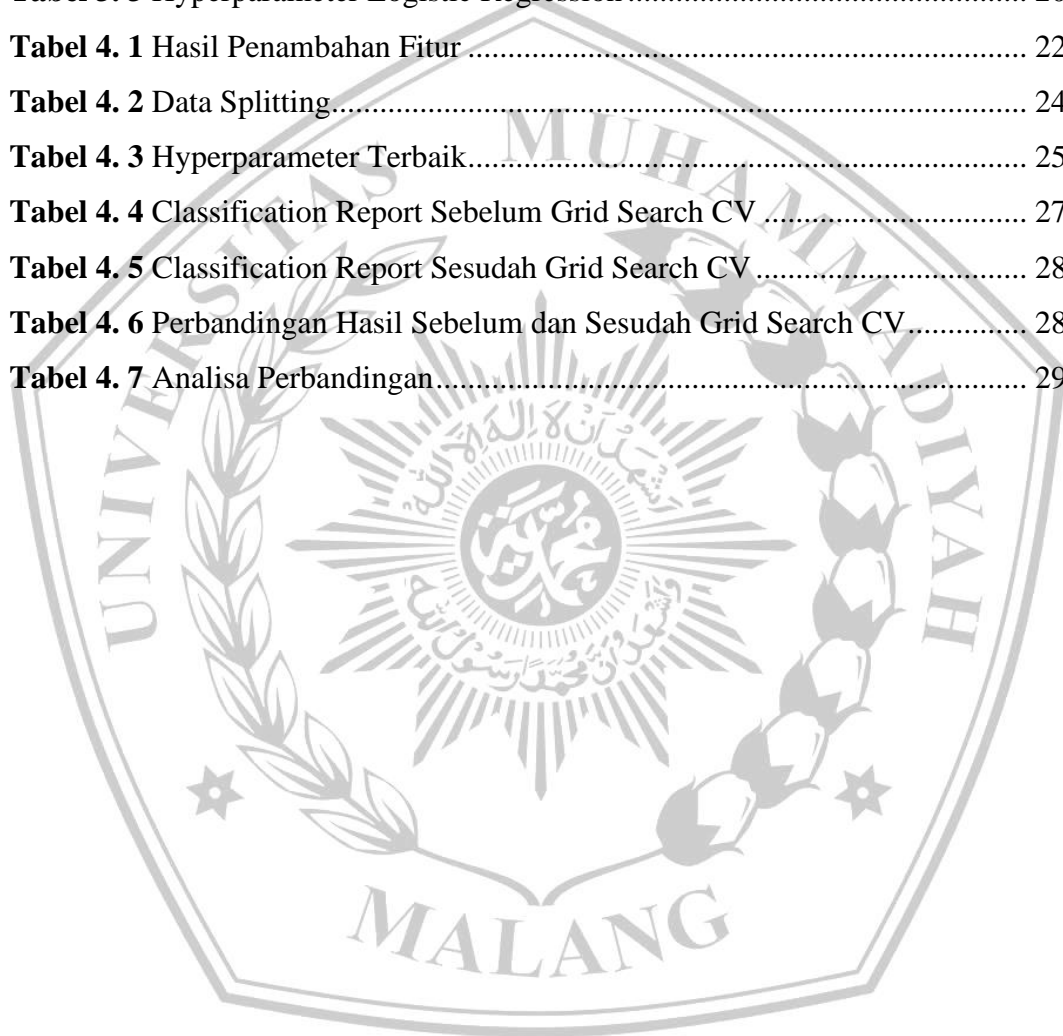 Tabel 4. 1 Hasil Penambahan Fitur ........ 22
Tabel 4. 2 Data Splitting ........ 24
Tabel 4. 3 Hyperparameter Terbaik ........ 25
Tabel 4. 4 Classification Report Sebelum Grid Search CV ........ 27
Tabel 4. 5 Classification Report Sesudah Grid Search CV ........ 28
Tabel 4. 6 Perbandingan Hasil Sebelum dan Sesudah Grid Search CV ........ 28
Tabel 4. 7 Analisa Perbandingan ........ 29
UNIVERSITAS MUHAMMADIYAH
MALANG